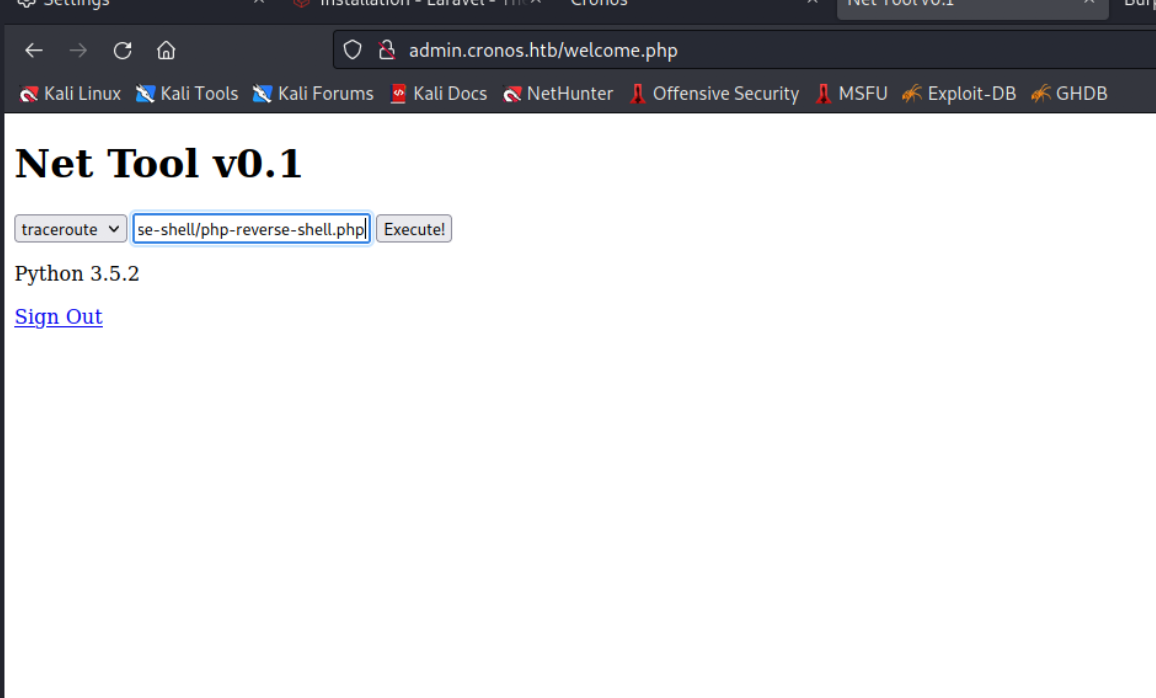 Settings
Installation - Laravel - Th
Cronos
Net Tool v0.1
Burp
admin.cronos.htb/welcome.php
Kali Linux Kali Tools Kali Forums Kali Docs NetHunter Offensive Security MSFU Exploit-DB GHDB
Net Tool v0.1
traceroute se-shell/php-reverse-shell.php Execute!
Python 3.5.2
Sign Out